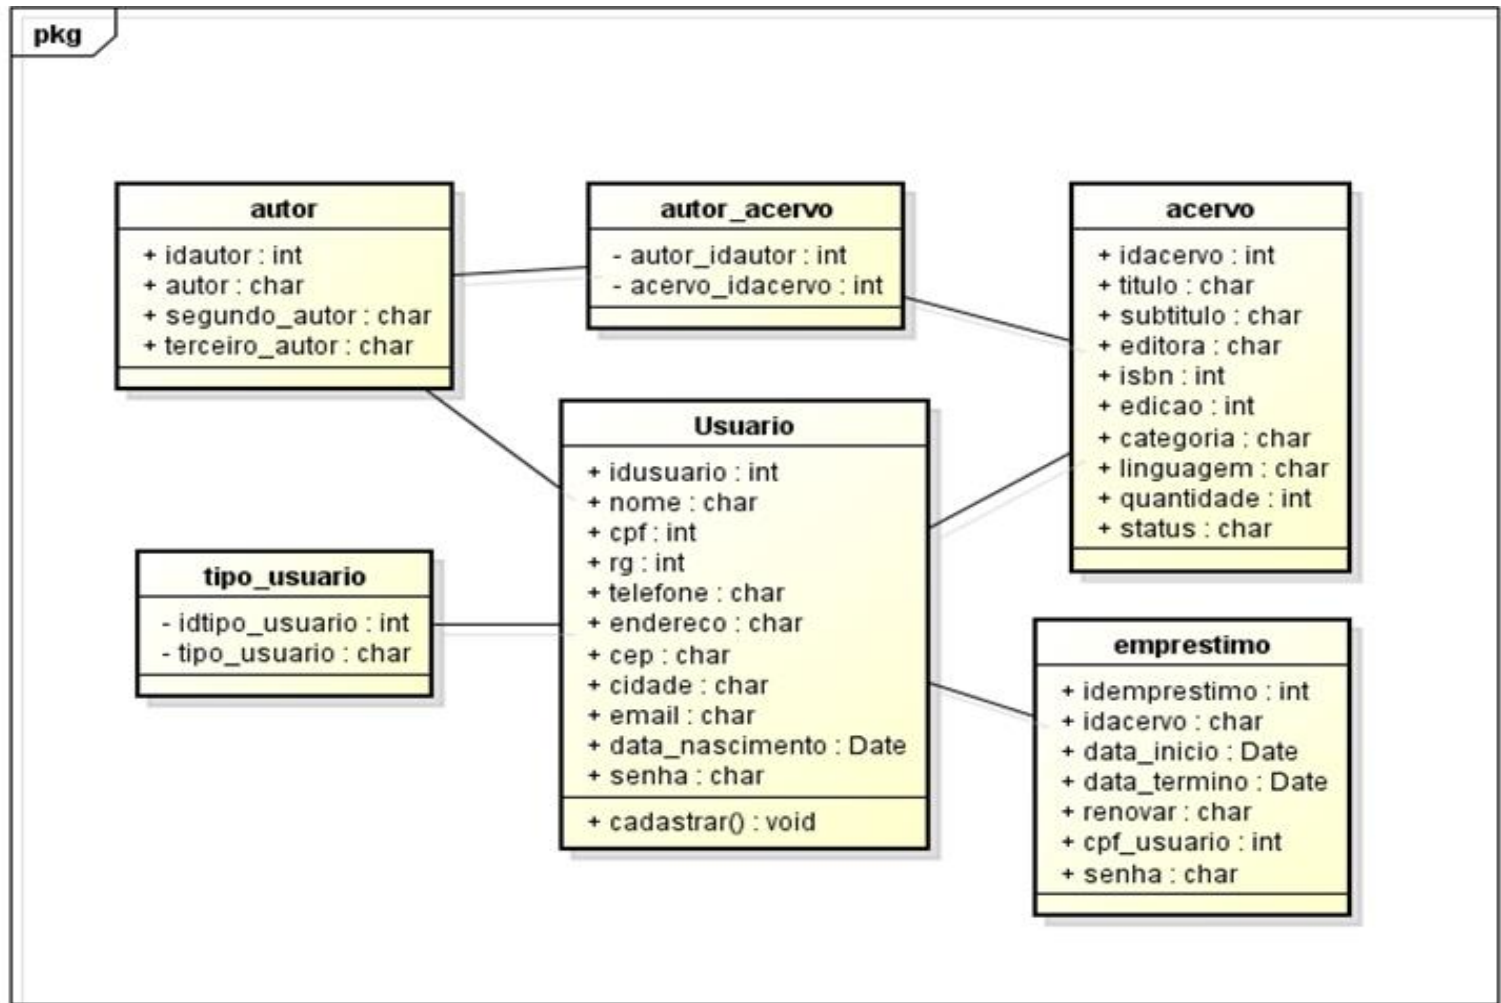 pkg
autor
+ idautor : int
+ autor : char
+ segundo_autor : char
+ terceiro_autor : char
autor_acervo
- autor_idautor : int
- acervo_idacervo : int
acervo
+ idacervo : int
+ titulo : char
+ subtitulo : char
+ editora : char
+ isbn : int
+ edicao : int
+ categoria : char
+ linguagem : char
+ quantidade : int
+ status : char
Usuario
+ idusuario : int
+ nome : char
+ cpf : int
+ rg : int
+ telefone : char
+ endereco : char
+ cep : char
+ cidade : char
+ email : char
+ data_nascimento : Date
+ senha : char
+ cadastrar() : void
tipo_usuario
- idtipo_usuario : int
- tipo_usuario : char
emprestimo
+ idemprestimo : int
+ idacervo : char
+ data_inicio : Date
+ data_termino : Date
+ renovar : char
+ cpf_usuario : int
+ senha : char